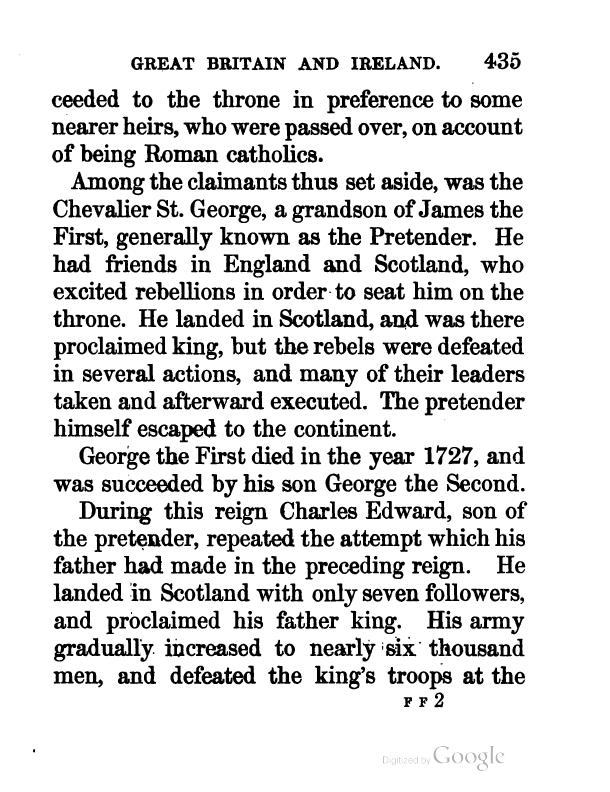 GREAT BRITAIN AND IRELAND. 435
ceeded to the throne in preference to some
nearer heirs, who were passed over, on account
of being Roman catholics.
Among the claimants thus set aside, was the
Chevalier St. George, a grandson of James the
First, generally known as the Pretender. He
had friends in England and Scotland, who
excited rebellions in order to seat him on the
throne. He landed in Scotland, and was there
proclaimed king, but the rebels were defeated
in several actions, and many of their leaders
taken and afterward executed. The pretender
himself escaped to the continent.
George the First died in the year 1727, and
was succeeded by his son George the Second.
During this reign Charles Edward, son of
the pretender, repeated the attempt which his
father had made in the preceding reign. He
landed in Scotland with only seven followers,
and proclaimed his father king. His army
gradually increased to nearly six thousand
men, and defeated the king's troops at the
F F 2
Digitized by Google